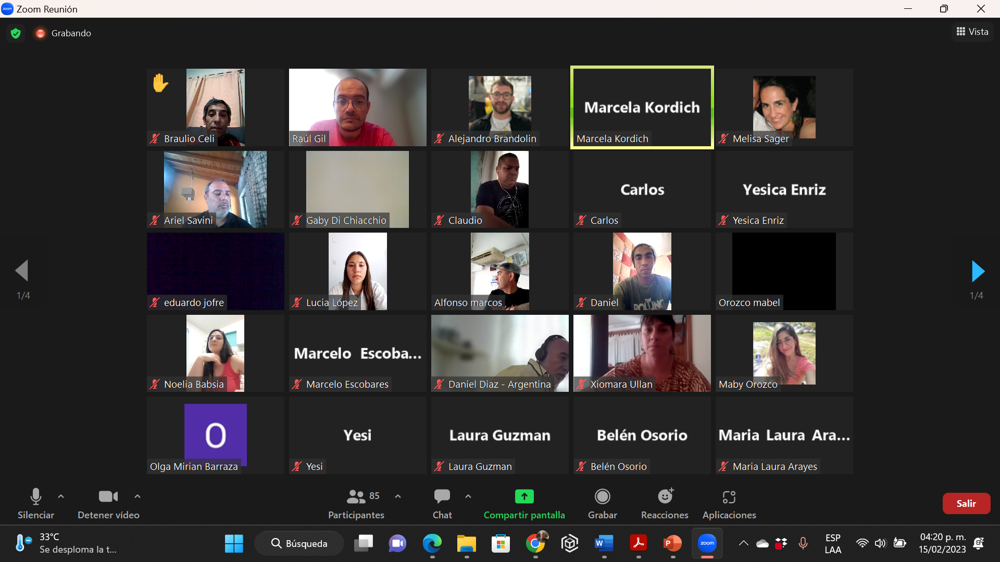 Zoom Reunión
Grabando
Vista
Braulio Celi
Raúl Gil
Alejandro Brandolin
Marcela Kordich
Marcela Kordich
Melisa Sager
Ariel Savini
Gaby Di Chiacchio
Claudio
Carlos
Carlos
Yesica Enriz
Yesica Enriz
eduardo jofre
Lucia López
Alfonso marcos
Daniel
THE
ROLLING
Orozco mabel
1/4
1/4
Noelia Babsia
Marcelo Escoba...
Marcelo Escobares
Daniel Diaz - Argentina
Xiomara Ullan
Maby Orozco
O
Olga Mirian Barraza
Yesi
Yesi
Laura Guzman
Laura Guzman
Belén Osorio
Belén Osorio
Maria Laura Ara...
Maria Laura Arayes
Silenciar
Detener vídeo
85
Participantes
Chat
Compartir pantalla
Grabar
Reacciones
Aplicaciones
Salir
33°C
Se desploma la t...
Búsqueda
W
P
zoom
ESP
LAA
04:20 p. m.
15/02/2023